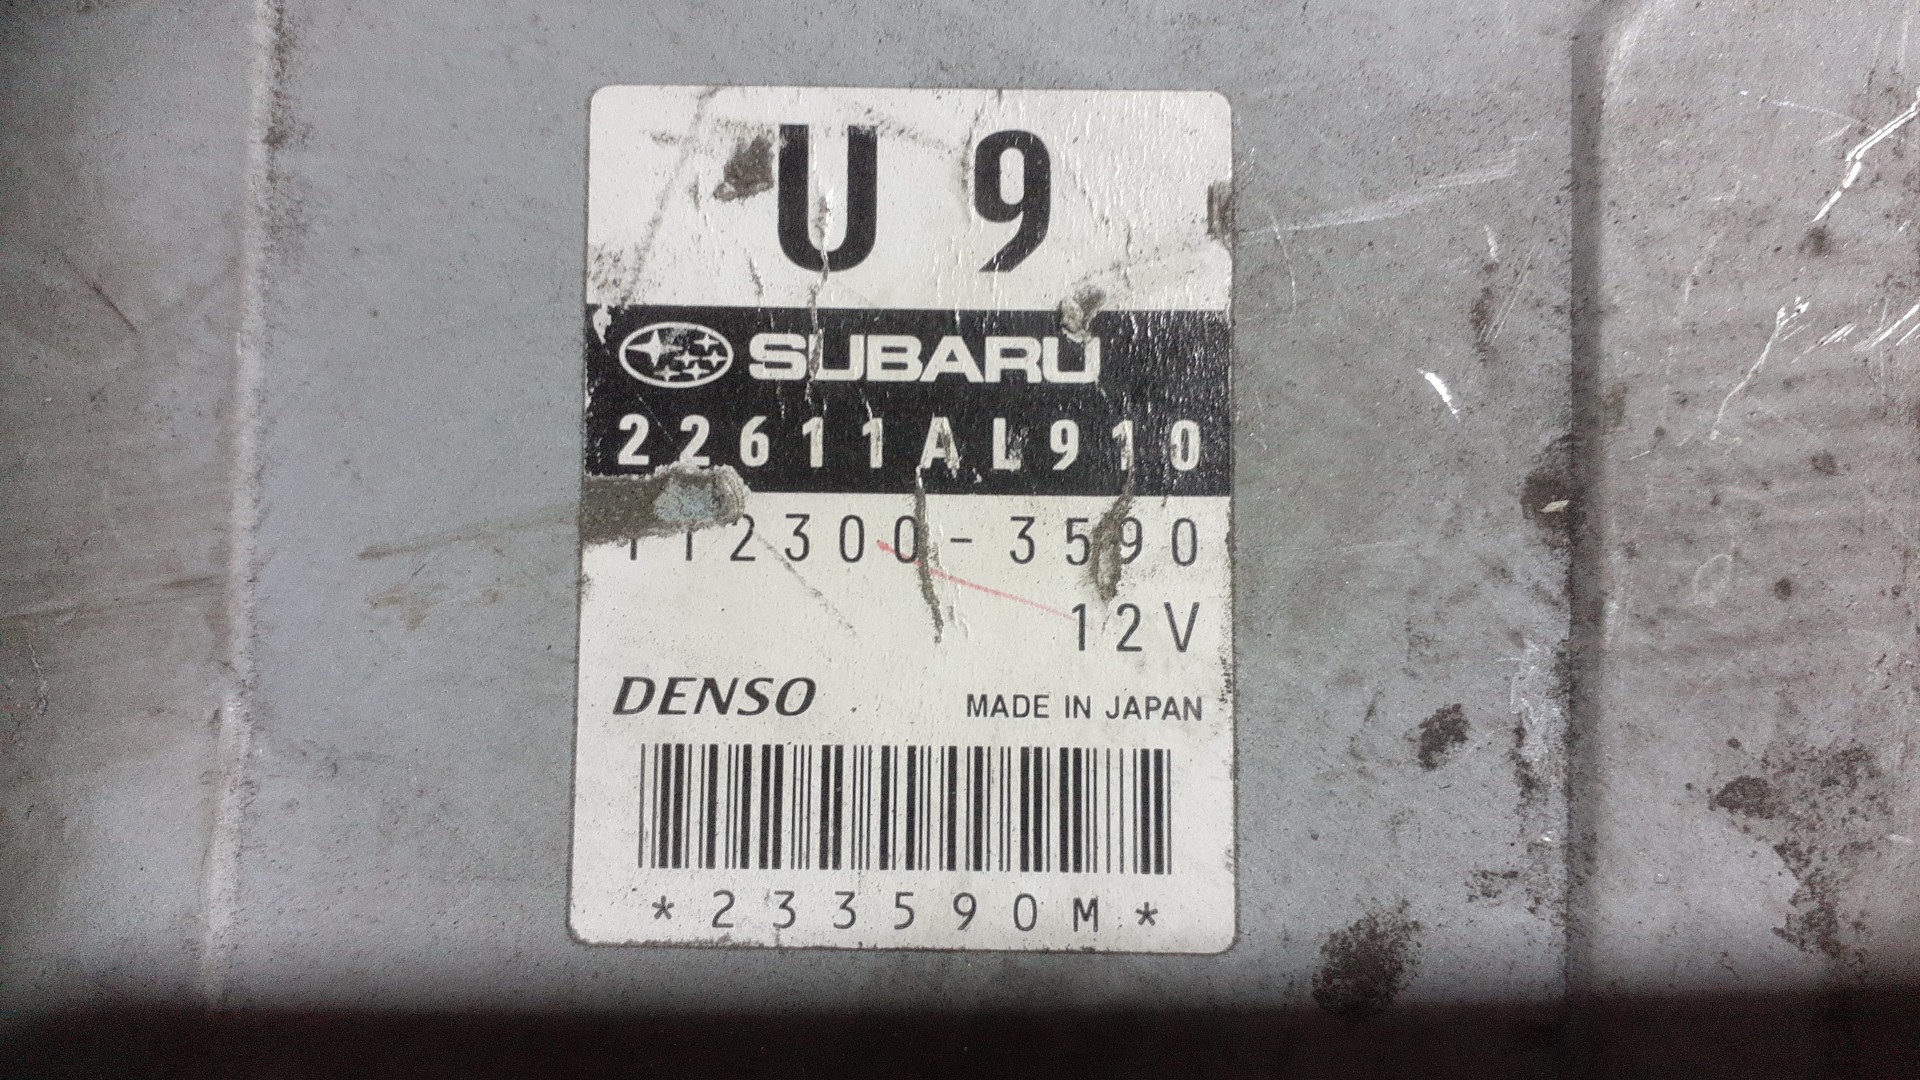 U 9
SUBARU
22611AL910
112300-3590
12V
DENSO MADE IN JAPAN
*233590M*